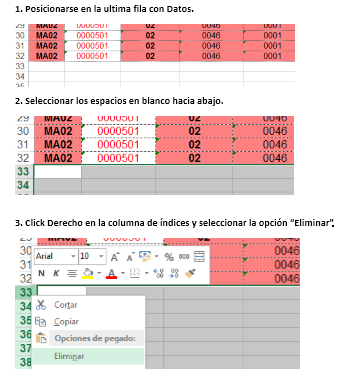 1. Posicionarse en la ultima fila con Datos.
29 MA02 0000501 02 0046 0001
30 MA02 0000501 02 0046 0001
31 MA02 0000501 02 0046 0001
32 MA02 0000501 02 0046 0001
33
34
35
2. Seleccionar los espacios en blanco hacia abajo.
29 MA02 0000501 02 0046
30 MA02 0000501 02 0046
31 MA02 0000501 02 0046
32 MA02 0000501 02 0046
33
34
3. Click Derecho en la columna de índices y seleccionar la opción “Eliminar”.
29 MA02 0000501 02 0046
30 Arial 10 A A % 000 0046
31 N K A 0046
32 0046
33
34 Cortar
35 Copiar
36 Opciones de pegado:
37
38 Eliminar